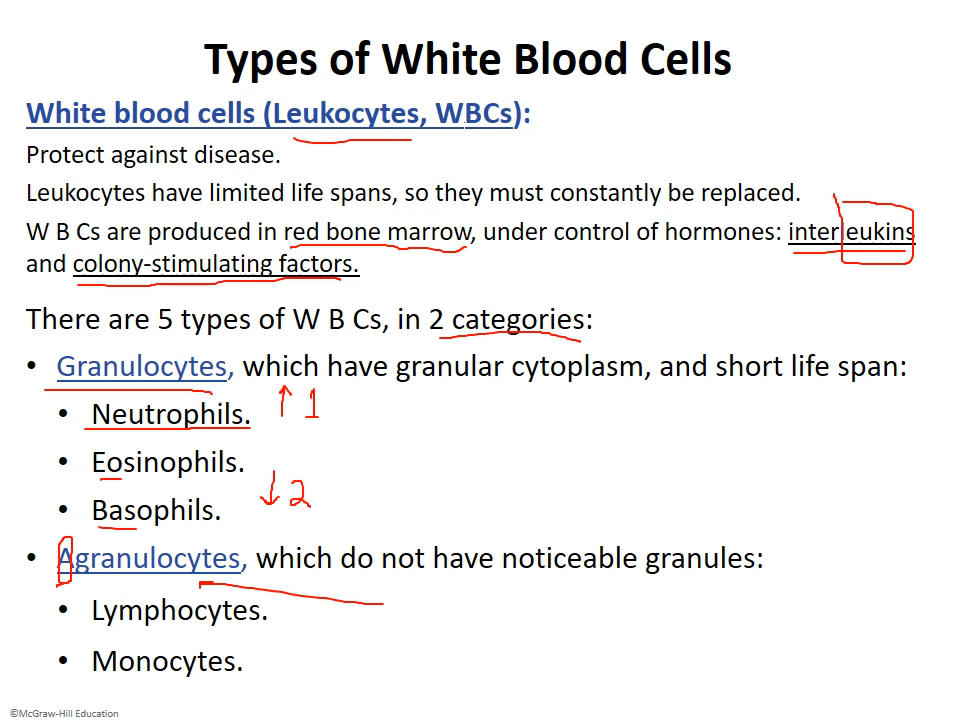 Types of White Blood Cells
White blood cells (Leukocytes, WBCs):
Protect against disease.
Leukocytes have limited life spans, so they must constantly be replaced.
W B Cs are produced in red bone marrow, under control of hormones: interleukins
and colony-stimulating factors.
There are 5 types of W B Cs, in 2 categories:
• Granulocytes, which have granular cytoplasm, and short life span:
• Neutrophils. ↑ 1
• Eosinophils.
↓ 2
• Basophils.
• Agranulocytes, which do not have noticeable granules:
• Lymphocytes.
• Monocytes.
©McGraw-Hill Education